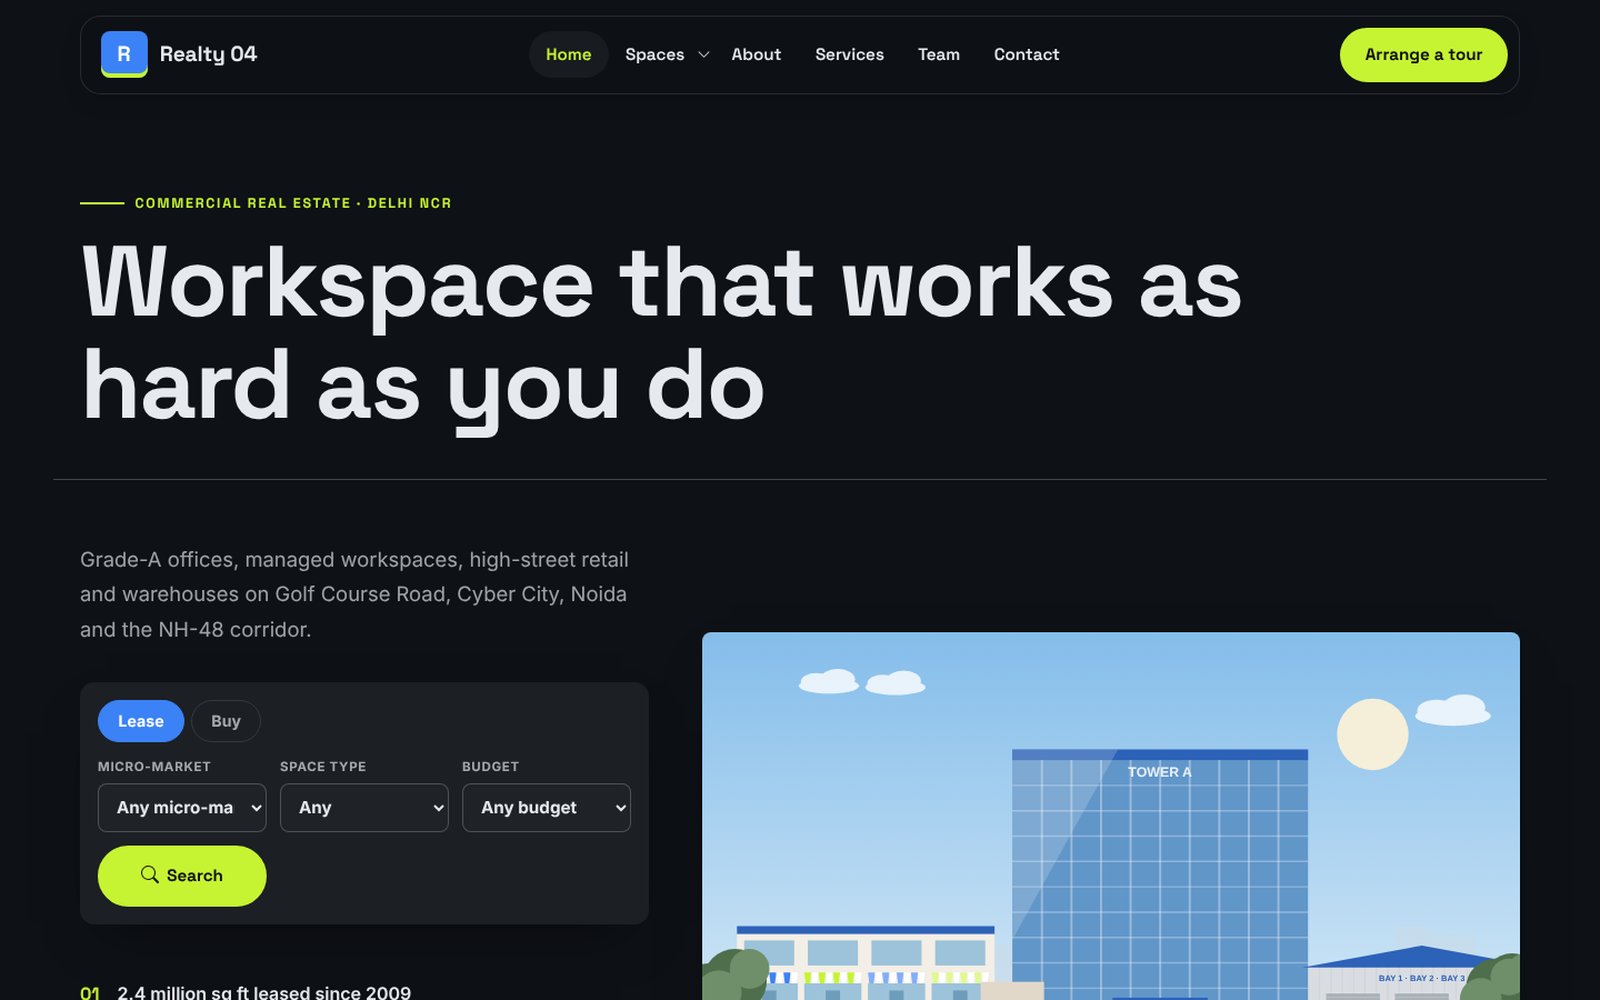 R
Realty 04
Home
Spaces
About
Services
Team
Contact
Arrange a tour
COMMERCIAL REAL ESTATE · DELHI NCR
Workspace that works as
hard as you do
Grade-A offices, managed workspaces, high-street retail
and warehouses on Golf Course Road, Cyber City, Noida
and the NH-48 corridor.
Lease
Buy
MICRO-MARKET
SPACE TYPE
BUDGET
Any micro-ma
Any
Any budget
Search
01 2.4 million sq ft leased since 2009
TOWER A
BAY 1 · BAY 2 · BAY 3